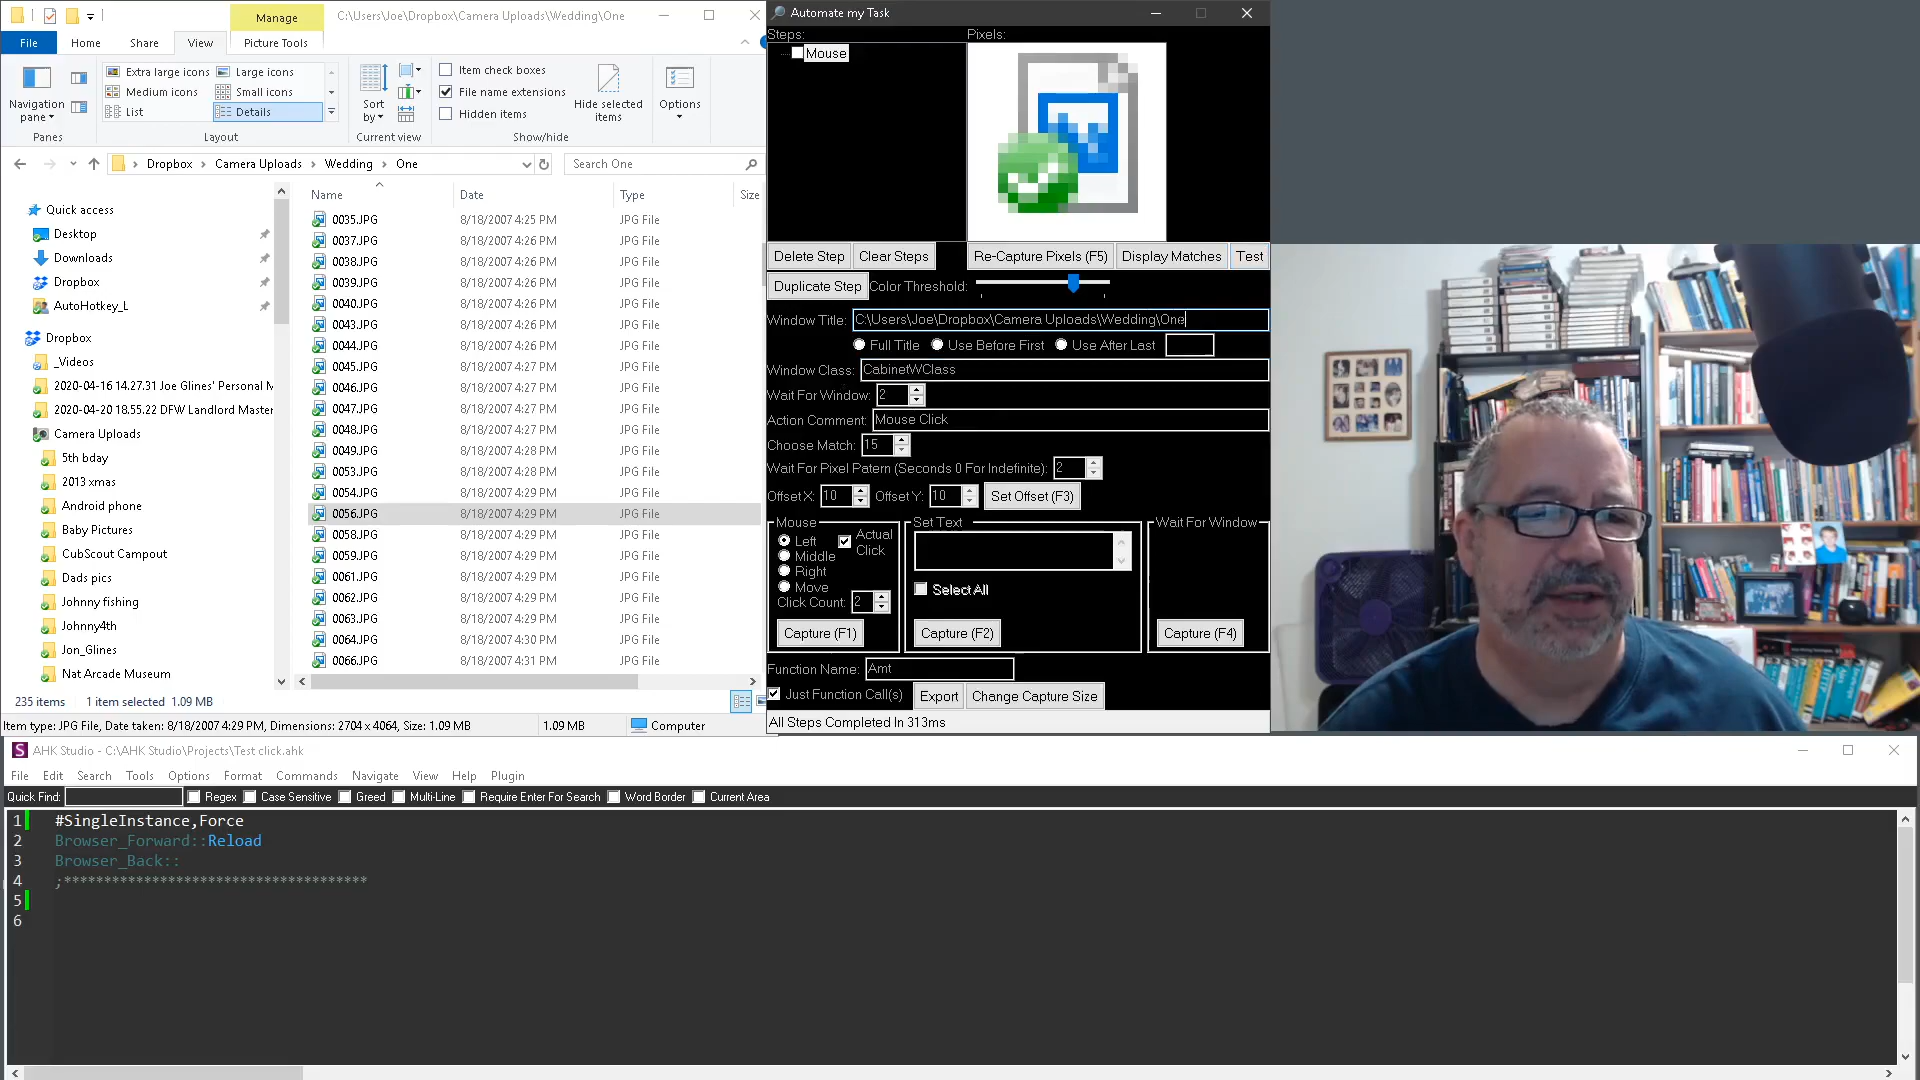 Manage
C:\Users\Joe\Dropbox\Camera Uploads\Wedding\One
File
Home
Share
View
Picture Tools
Navigation pane
Panes
Extra large icons
Large icons
Medium icons
Small icons
List
Details
Layout
Sort by
Current view
Item check boxes
File name extensions
Hidden items
Show/hide
Hide selected items
Options
Dropbox > Camera Uploads > Wedding > One
Search One
Quick access
Desktop
Downloads
Dropbox
AutoHotkey_L
Dropbox
_Videos
2020-04-16 14.27.31 Joe Glines' Personal M
2020-04-20 18.55.22 DFW Landlord Master
Camera Uploads
5th bday
2013 xmas
Android phone
Baby Pictures
CubScout Campout
Dads pics
Johnny fishing
Johnny4th
Jon_Glines
Nat Arcade Museum
Name Date Type Size
0035.JPG 8/18/2007 4:25 PM JPG File
0037.JPG 8/18/2007 4:26 PM JPG File
0038.JPG 8/18/2007 4:26 PM JPG File
0039.JPG 8/18/2007 4:26 PM JPG File
0040.JPG 8/18/2007 4:26 PM JPG File
0043.JPG 8/18/2007 4:26 PM JPG File
0044.JPG 8/18/2007 4:26 PM JPG File
0045.JPG 8/18/2007 4:27 PM JPG File
0046.JPG 8/18/2007 4:27 PM JPG File
0047.JPG 8/18/2007 4:27 PM JPG File
0048.JPG 8/18/2007 4:27 PM JPG File
0049.JPG 8/18/2007 4:28 PM JPG File
0053.JPG 8/18/2007 4:28 PM JPG File
0054.JPG 8/18/2007 4:29 PM JPG File
0056.JPG 8/18/2007 4:29 PM JPG File
0058.JPG 8/18/2007 4:29 PM JPG File
0059.JPG 8/18/2007 4:29 PM JPG File
0061.JPG 8/18/2007 4:29 PM JPG File
0062.JPG 8/18/2007 4:29 PM JPG File
0063.JPG 8/18/2007 4:29 PM JPG File
0064.JPG 8/18/2007 4:30 PM JPG File
0066.JPG 8/18/2007 4:31 PM JPG File
235 items 1 item selected 1.09 MB
Item type: JPG File, Date taken: 8/18/2007 4:29 PM, Dimensions: 2704 x 4064, Size: 1.09 MB 1.09 MB Computer
Automate my Task
Steps:
Mouse
Pixels:
Delete Step Clear Steps Re-Capture Pixels (F5) Display Matches Test
Duplicate Step Color Threshold:
Window Title: C:\Users\Joe\Dropbox\Camera Uploads\Wedding\One
Full Title Use Before First Use After Last
Window Class: CabinetWClass
Wait For Window: 2
Action Comment: Mouse Click
Choose Match: 15
Wait For Pixel Patern (Seconds 0 For Indefinite): 2
Offset X: 10 Offset Y: 10 Set Offset (F3)
Mouse
Left
Actual Click
Middle
Right
Move
Click Count: 2
Capture (F1)
Set Text
Select All
Capture (F2)
Wait For Window
Capture (F4)
Function Name: Amt
Just Function Call(s) Export Change Capture Size
All Steps Completed In 313ms
AHK Studio - C:\AHK Studio\Projects\Test click.ahk
File Edit Search Tools Options Format Commands Navigate View Help Plugin
Quick Find: Regex Case Sensitive Greed Multi-Line Require Enter For Search Word Border Current Area
1 #SingleInstance,Force
2 Browser_Forward::Reload
3 Browser_Back::
4 ;**************************************
5
6